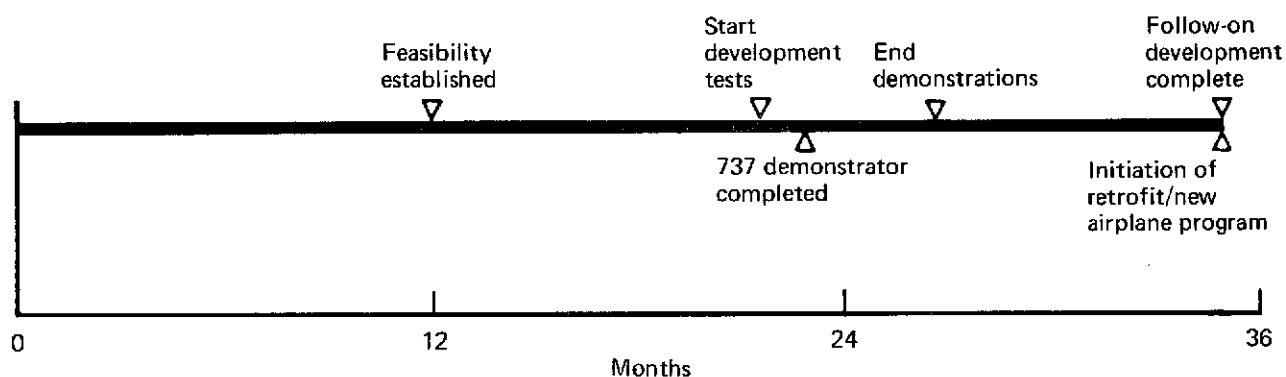 Feasibility
established
Start
development
tests
End
demonstrations
Follow-on
development
complete
737 demonstrator
completed
Initiation of
retrofit/new
airplane program
0
12
24
36
Months